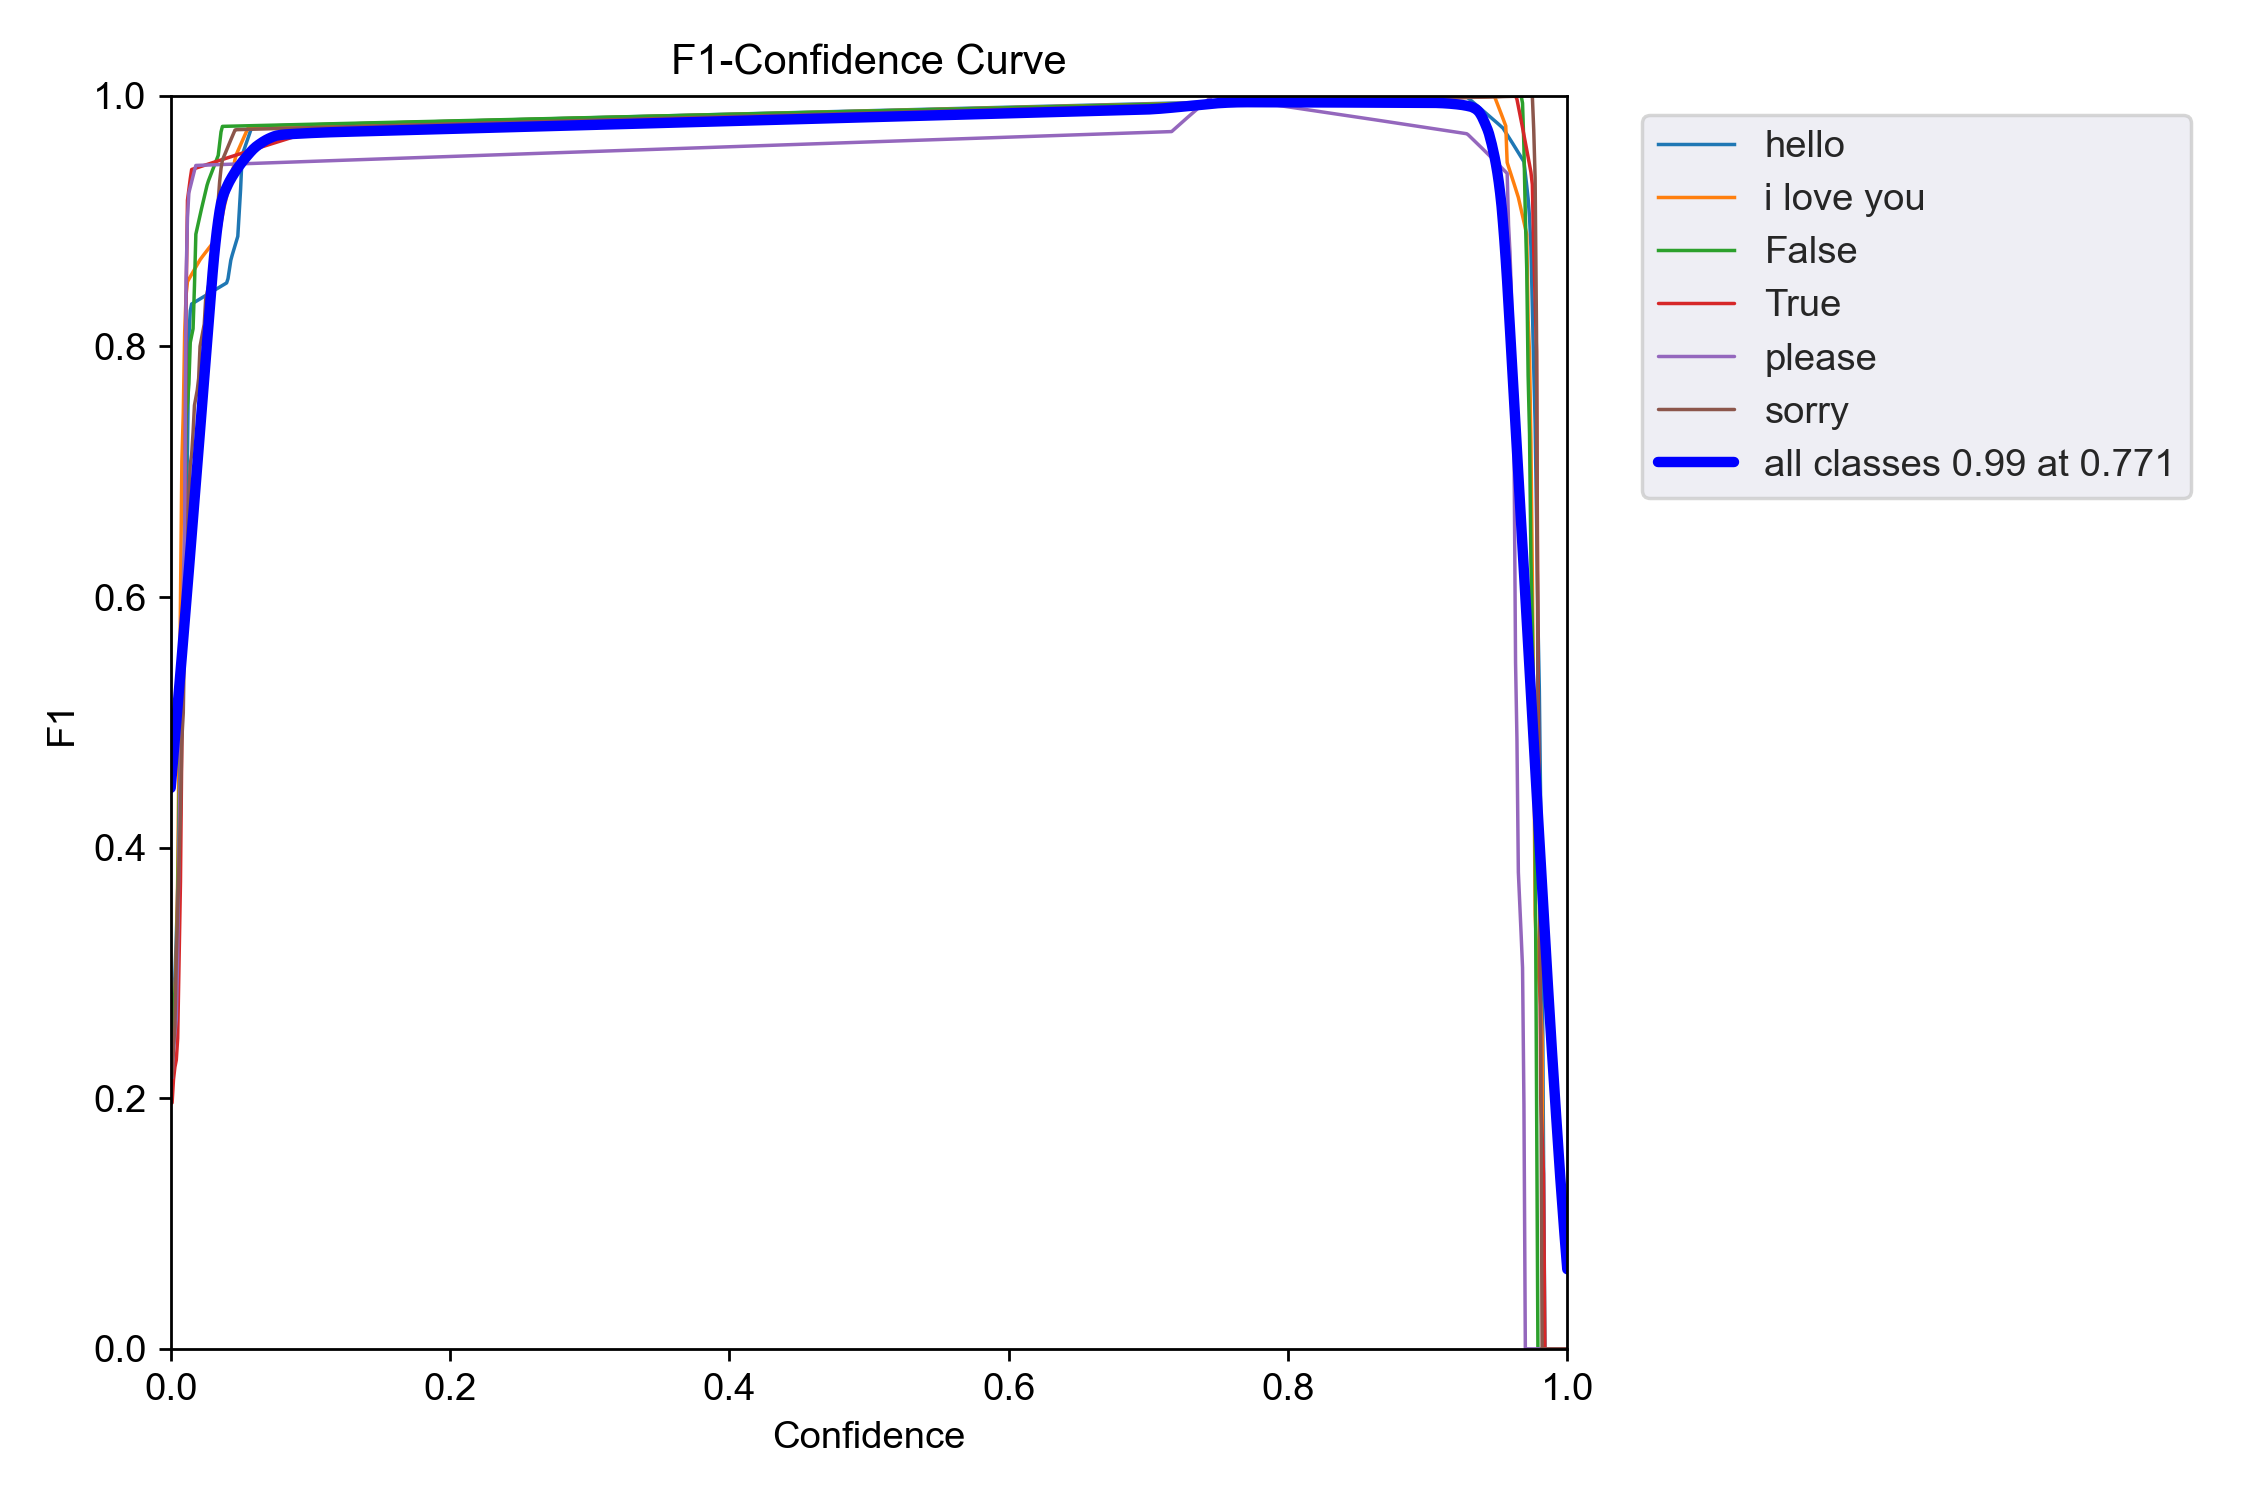 F1-Confidence Curve
1.0
0.8
0.6
0.4
0.2
0.0
F1
0.0 0.2 0.4 0.6 0.8 1.0
Confidence
hello
i love you
False
True
please
sorry
all classes 0.99 at 0.771